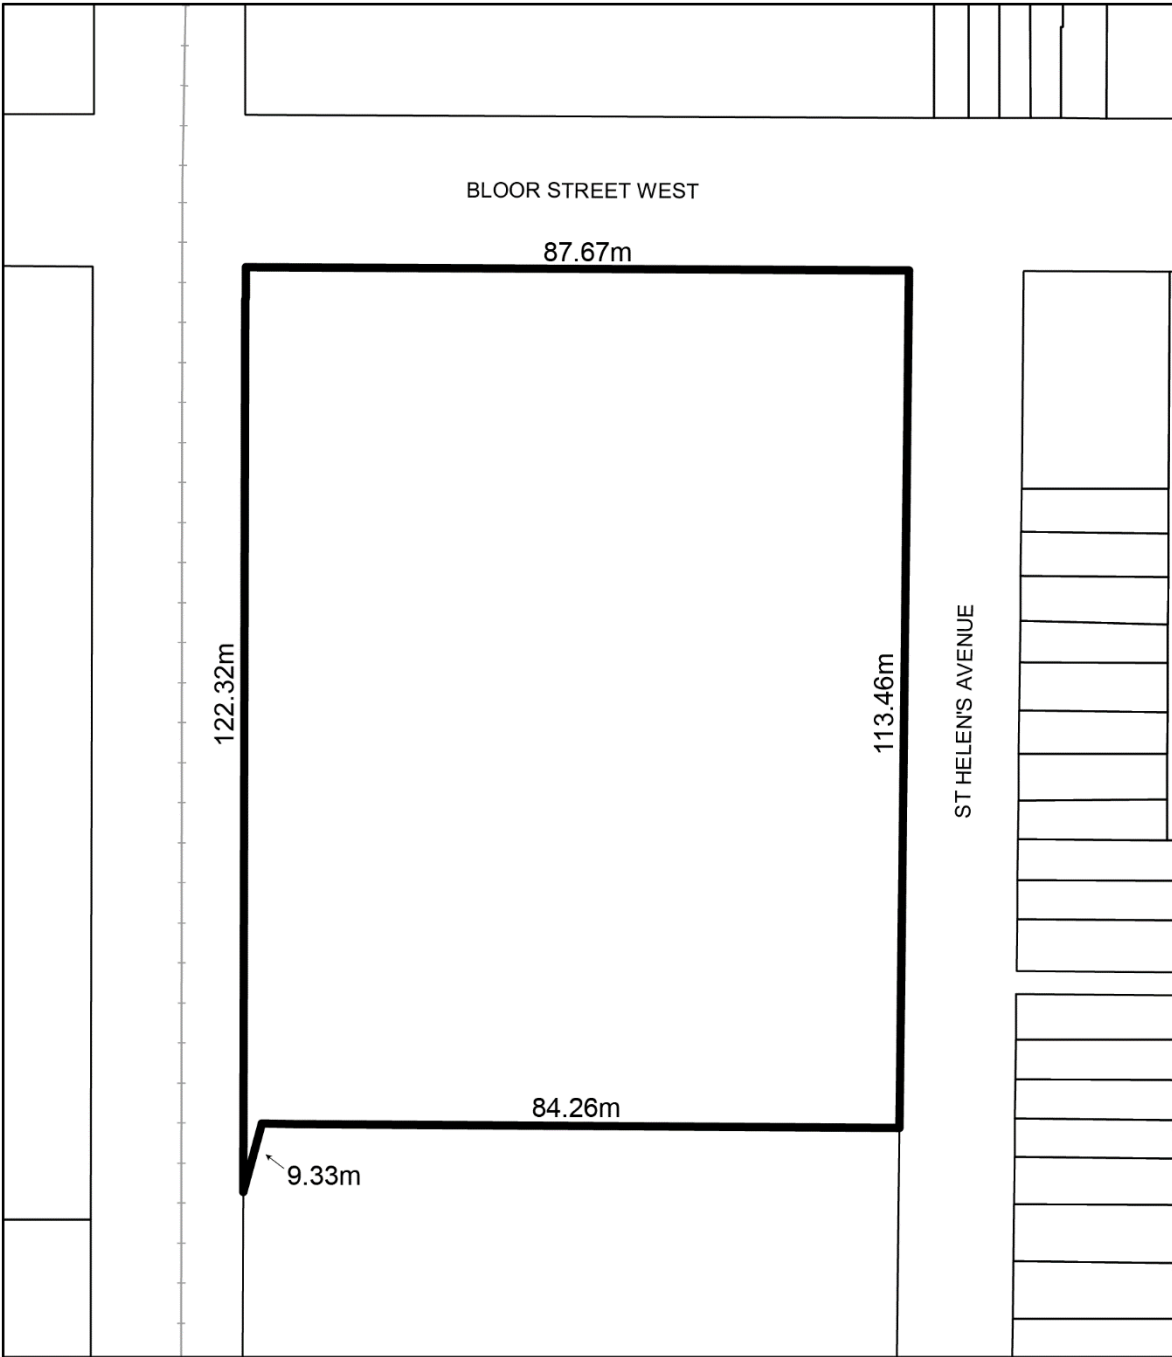 BLOOR STREET WEST
87.67m
122.32m
113.46m
ST HELEN'S AVENUE
84.26m
9.33m